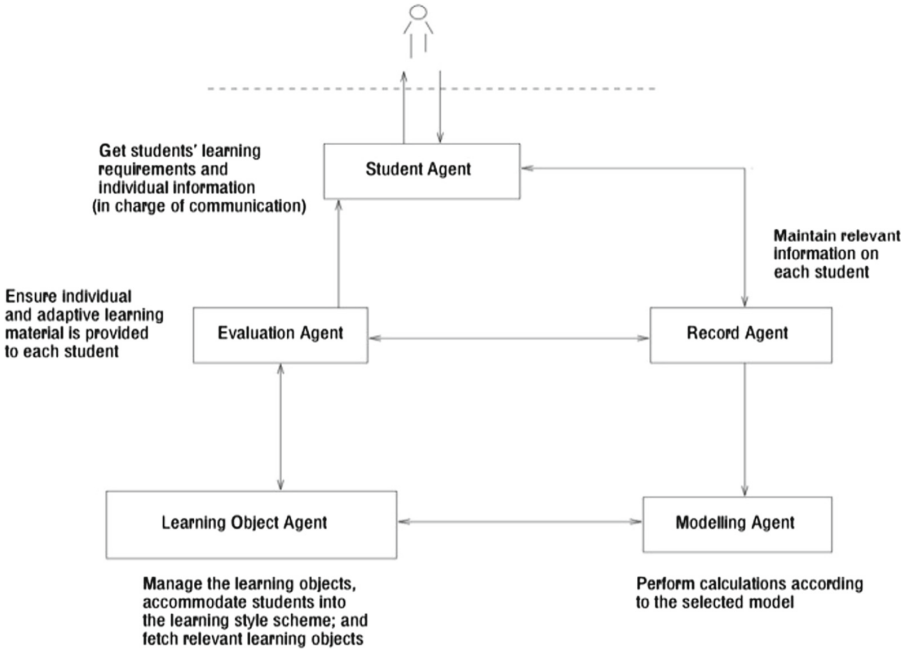 Get students' learning
requirements and
individual information
(in charge of communication)
Student Agent
Maintain relevant
information on
each student
Ensure individual
and adaptive learning
material is provided
to each student
Evaluation Agent
Record Agent
Learning Object Agent
Modelling Agent
Manage the learning objects,
accommodate students into
the learning style scheme; and
fetch relevant learning objects
Perform calculations according
to the selected model